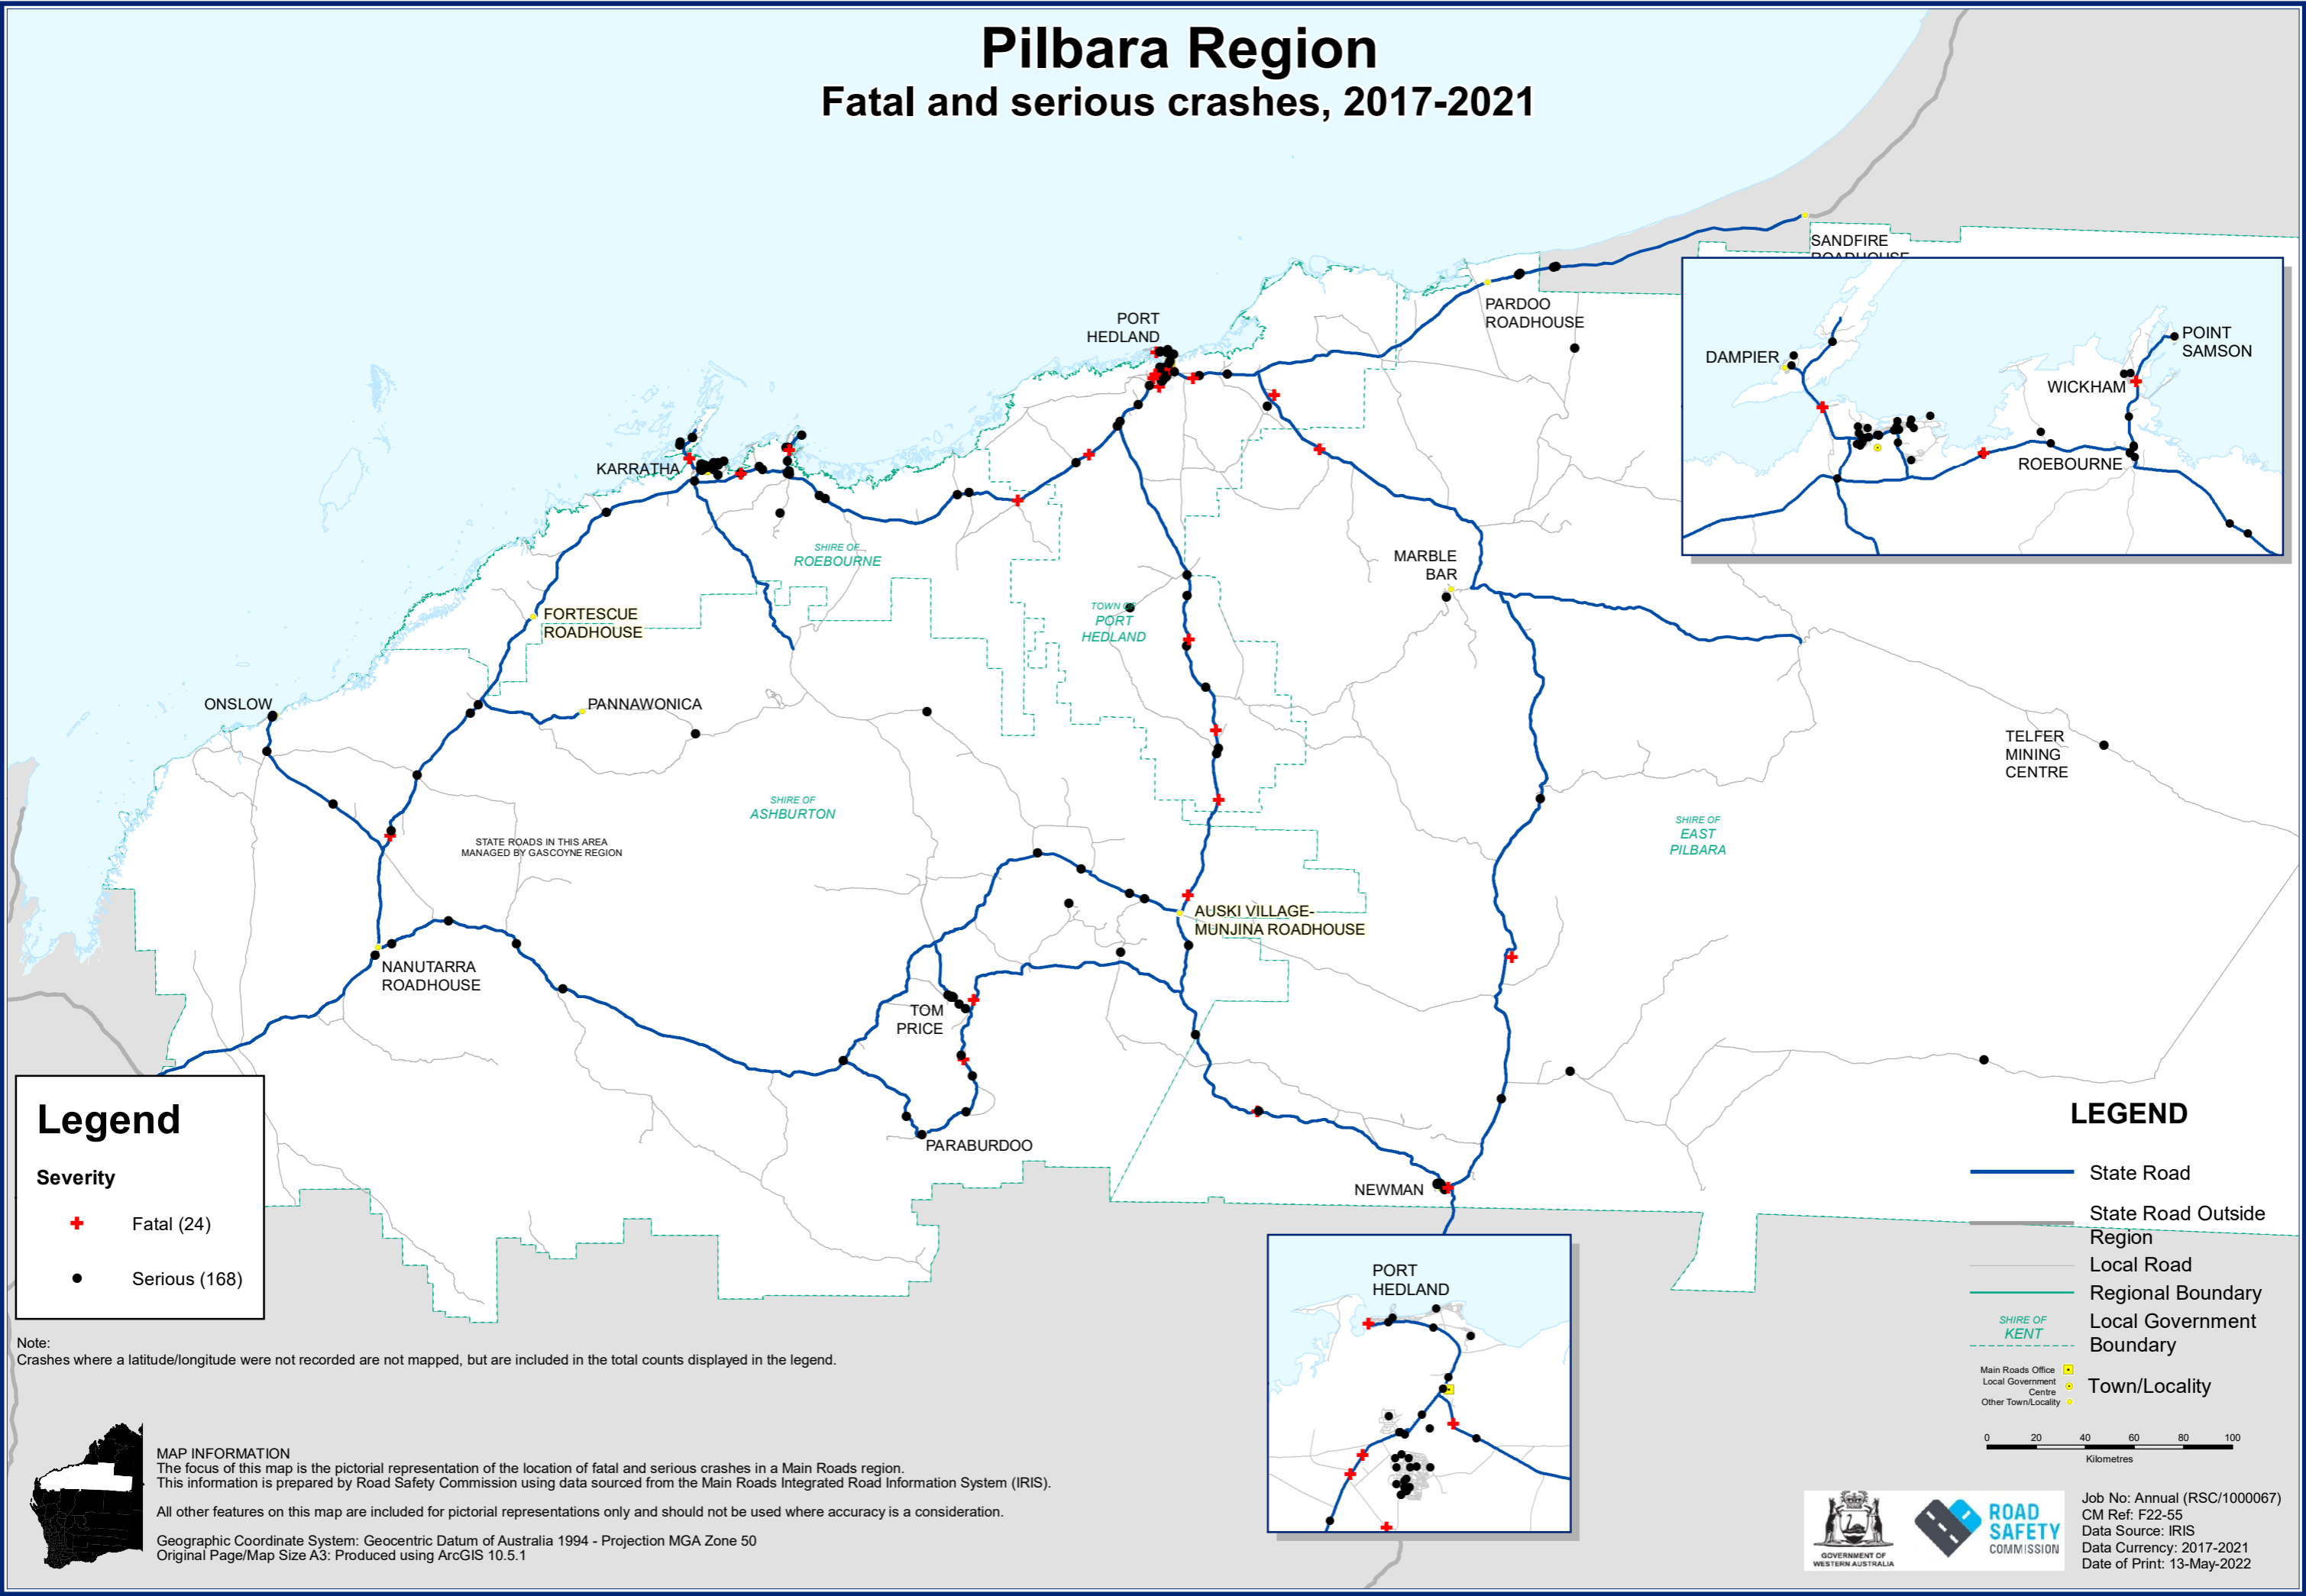 Pilbara Region
Fatal and serious crashes, 2017-2021
SANDFIRE
ROADHOUSE
PORT
HEDLAND
PARDOO
ROADHOUSE
DAMPIER
POINT
SAMSON
WICKHAM
ROEBOURNE
KARRATHA
SHIRE OF
ROEBOURNE
MARBLE
BAR
FORTESCUE
ROADHOUSE
TOWN OF
PORT
HEDLAND
ONSLOW
PANNAWONICA
TELFER
MINING
CENTRE
SHIRE OF
ASHBURTON
SHIRE OF
EAST
PILBARA
STATE ROADS IN THIS AREA
MANAGED BY GASCOYNE REGION
AUSKI VILLAGE-
MUNJINA ROADHOUSE
NANUTARRA
ROADHOUSE
TOM
PRICE
PARABURDOO
NEWMAN
Legend
Severity
Fatal (24)
Serious (168)
PORT
HEDLAND
LEGEND
State Road
State Road Outside
Region
Local Road
Regional Boundary
SHIRE OF
KENT
Local Government
Boundary
Main Roads Office
Local Government
Centre
Other Town/Locality
Town/Locality
0 20 40 60 80 100
Kilometres
Note:
Crashes where a latitude/longitude were not recorded are not mapped, but are included in the total counts displayed in the legend.
MAP INFORMATION
The focus of this map is the pictorial representation of the location of fatal and serious crashes in a Main Roads region.
This information is prepared by Road Safety Commission using data sourced from the Main Roads Integrated Road Information System (IRIS).
All other features on this map are included for pictorial representations only and should not be used where accuracy is a consideration.
Geographic Coordinate System: Geocentric Datum of Australia 1994 - Projection MGA Zone 50
Original Page/Map Size A3: Produced using ArcGIS 10.5.1
GOVERNMENT OF
WESTERN AUSTRALIA
ROAD
SAFETY
COMMISSION
Job No: Annual (RSC/1000067)
CM Ref: F22-55
Data Source: IRIS
Data Currency: 2017-2021
Date of Print: 13-May-2022